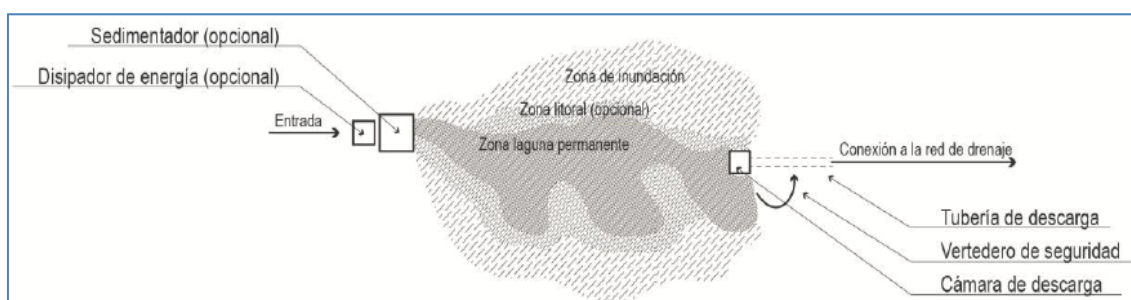 Sedimentador (opcional)
Disipador de energía (opcional)
Entrada
Zona de inundación
Zona litoral (opcional)
Zona laguna permanente
Conexión a la red de drenaje
Tubería de descarga
Vertedero de seguridad
Cámara de descarga